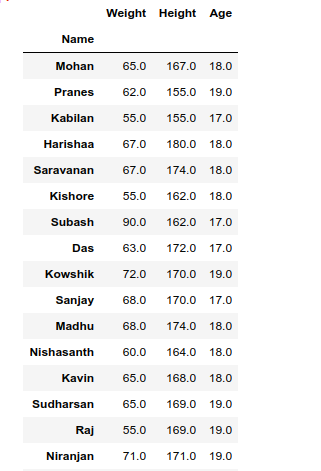 Weight Height Age
Name
Mohan 65.0 167.0 18.0
Pranes 62.0 155.0 19.0
Kabilan 55.0 155.0 17.0
Harishaa 67.0 180.0 18.0
Saravanan 67.0 174.0 18.0
Kishore 55.0 162.0 18.0
Subash 90.0 162.0 17.0
Das 63.0 172.0 17.0
Kowshik 72.0 170.0 19.0
Sanjay 68.0 170.0 17.0
Madhu 68.0 174.0 18.0
Nishasanth 60.0 164.0 18.0
Kavin 65.0 168.0 18.0
Sudharsan 65.0 169.0 19.0
Raj 55.0 169.0 19.0
Niranjan 71.0 171.0 19.0